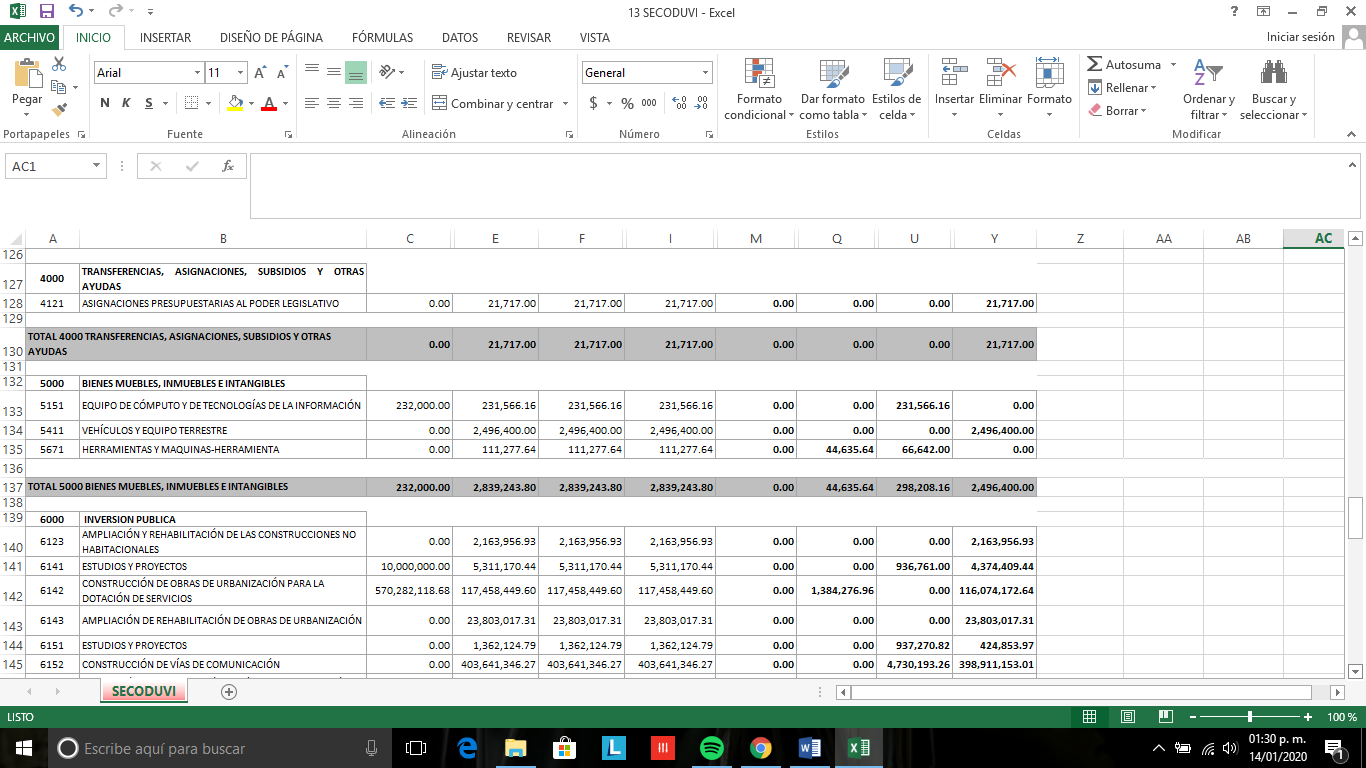 13 SECODUVI - Excel
ARCHIVO INICIO INSERTAR DISEÑO DE PÁGINA FÓRMULAS DATOS REVISAR VISTA Iniciar sesión
Pegar
Portapapeles
Arial 11
N K S
Fuente
Ajustar texto
Combinar y centrar
Alineación
General
$ % 000
Número
Formato condicional
Dar formato como tabla
Estilos de celda
Estilos
Insertar Eliminar Formato
Celdas
Autosuma
Rellenar
Borrar
Ordenar y filtrar
Buscar y seleccionar
Modificar
AC1
A B C E F I M Q U Y Z AA AB AC
126
127 4000 TRANSFERENCIAS, ASIGNACIONES, SUBSIDIOS Y OTRAS
AYUDAS
128 4121 ASIGNACIONES PRESUPUESTARIAS AL PODER LEGISLATIVO 0.00 21,717.00 21,717.00 21,717.00 0.00 0.00 0.00 21,717.00
129
130 TOTAL 4000 TRANSFERENCIAS, ASIGNACIONES, SUBSIDIOS Y OTRAS
AYUDAS 0.00 21,717.00 21,717.00 21,717.00 0.00 0.00 0.00 21,717.00
131
132 5000 BIENES MUEBLES, INMUEBLES E INTANGIBLES
133 5151 EQUIPO DE CÓMPUTO Y DE TECNOLOGÍAS DE LA INFORMACIÓN 232,000.00 231,566.16 231,566.16 231,566.16 0.00 0.00 231,566.16 0.00
134 5411 VEHÍCULOS Y EQUIPO TERRESTRE 0.00 2,496,400.00 2,496,400.00 2,496,400.00 0.00 0.00 0.00 2,496,400.00
135 5671 HERRAMIENTAS Y MAQUINAS-HERRAMIENTA 0.00 111,277.64 111,277.64 111,277.64 0.00 44,635.64 66,642.00 0.00
136
137 TOTAL 5000 BIENES MUEBLES, INMUEBLES E INTANGIBLES 232,000.00 2,839,243.80 2,839,243.80 2,839,243.80 0.00 44,635.64 298,208.16 2,496,400.00
138
139 6000 INVERSION PUBLICA
140 6123 AMPLIACIÓN Y REHABILITACIÓN DE LAS CONSTRUCCIONES NO
HABITACIONALES 0.00 2,163,956.93 2,163,956.93 2,163,956.93 0.00 0.00 0.00 2,163,956.93
141 6141 ESTUDIOS Y PROYECTOS 10,000,000.00 5,311,170.44 5,311,170.44 5,311,170.44 0.00 0.00 936,761.00 4,374,409.44
142 6142 CONSTRUCCIÓN DE OBRAS DE URBANIZACIÓN PARA LA
DOTACIÓN DE SERVICIOS 570,282,118.68 117,458,449.60 117,458,449.60 117,458,449.60 0.00 1,384,276.96 0.00 116,074,172.64
143 6143 AMPLIACIÓN DE REHABILITACIÓN DE OBRAS DE URBANIZACIÓN 0.00 23,803,017.31 23,803,017.31 23,803,017.31 0.00 0.00 0.00 23,803,017.31
144 6151 ESTUDIOS Y PROYECTOS 0.00 1,362,124.79 1,362,124.79 1,362,124.79 0.00 0.00 937,270.82 424,853.97
145 6152 CONSTRUCCIÓN DE VÍAS DE COMUNICACIÓN 0.00 403,641,346.27 403,641,346.27 403,641,346.27 0.00 0.00 4,730,193.26 398,911,153.01
SECODUVI
LISTO 100 %
Escribe aquí para buscar
01:30 p. m.
14/01/2020
1